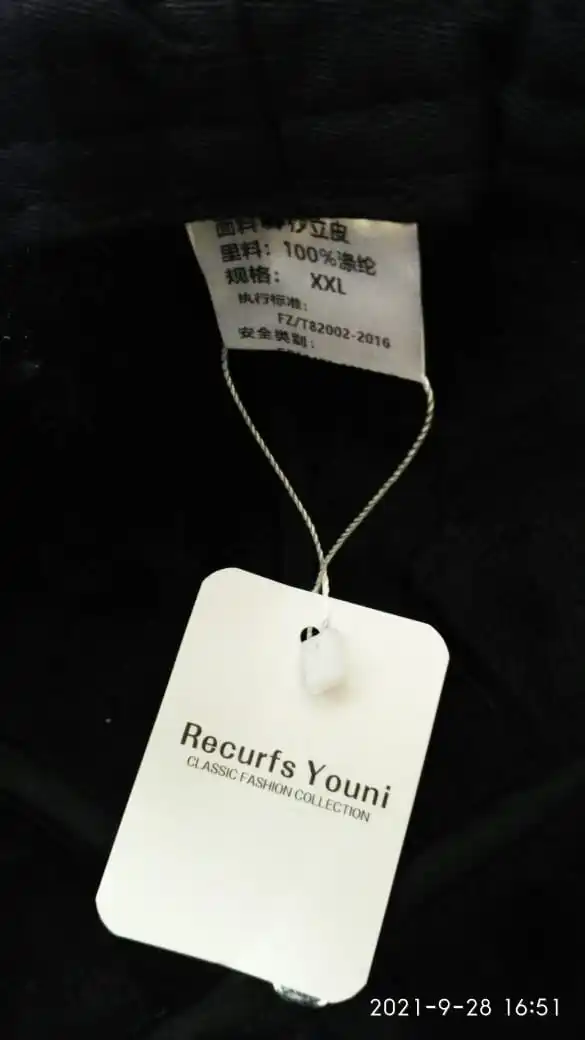 里料：100%涤纶
规格： XXL
执行标准：
FZ/T82002-2016
安全类别：
Recurfs Youni
CLASSIC FASHION COLLECTION
2021-9-28 16:51